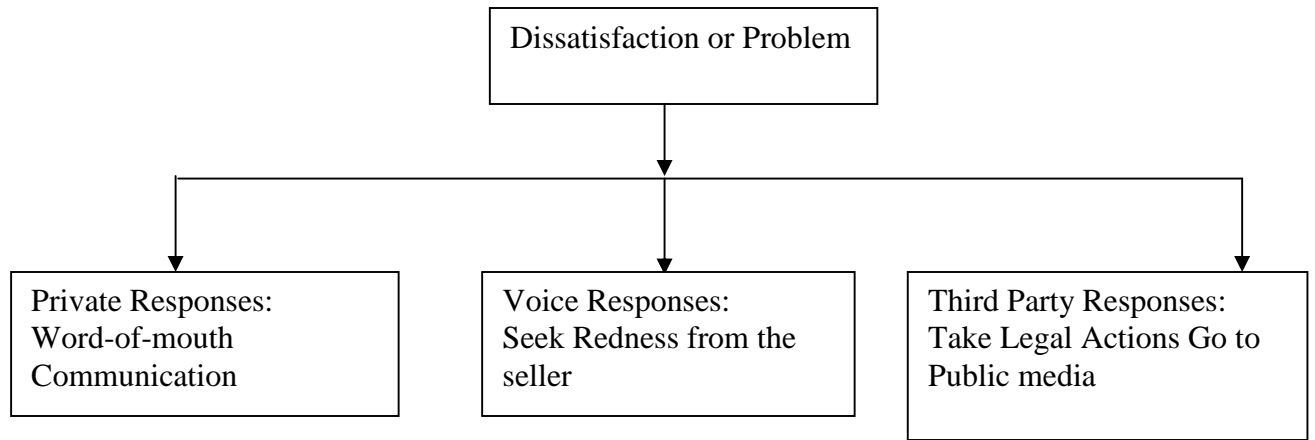 Dissatisfaction or Problem
Private Responses:
Word-of-mouth
Communication
Voice Responses:
Seek Redness from the
seller
Third Party Responses:
Take Legal Actions Go to
Public media